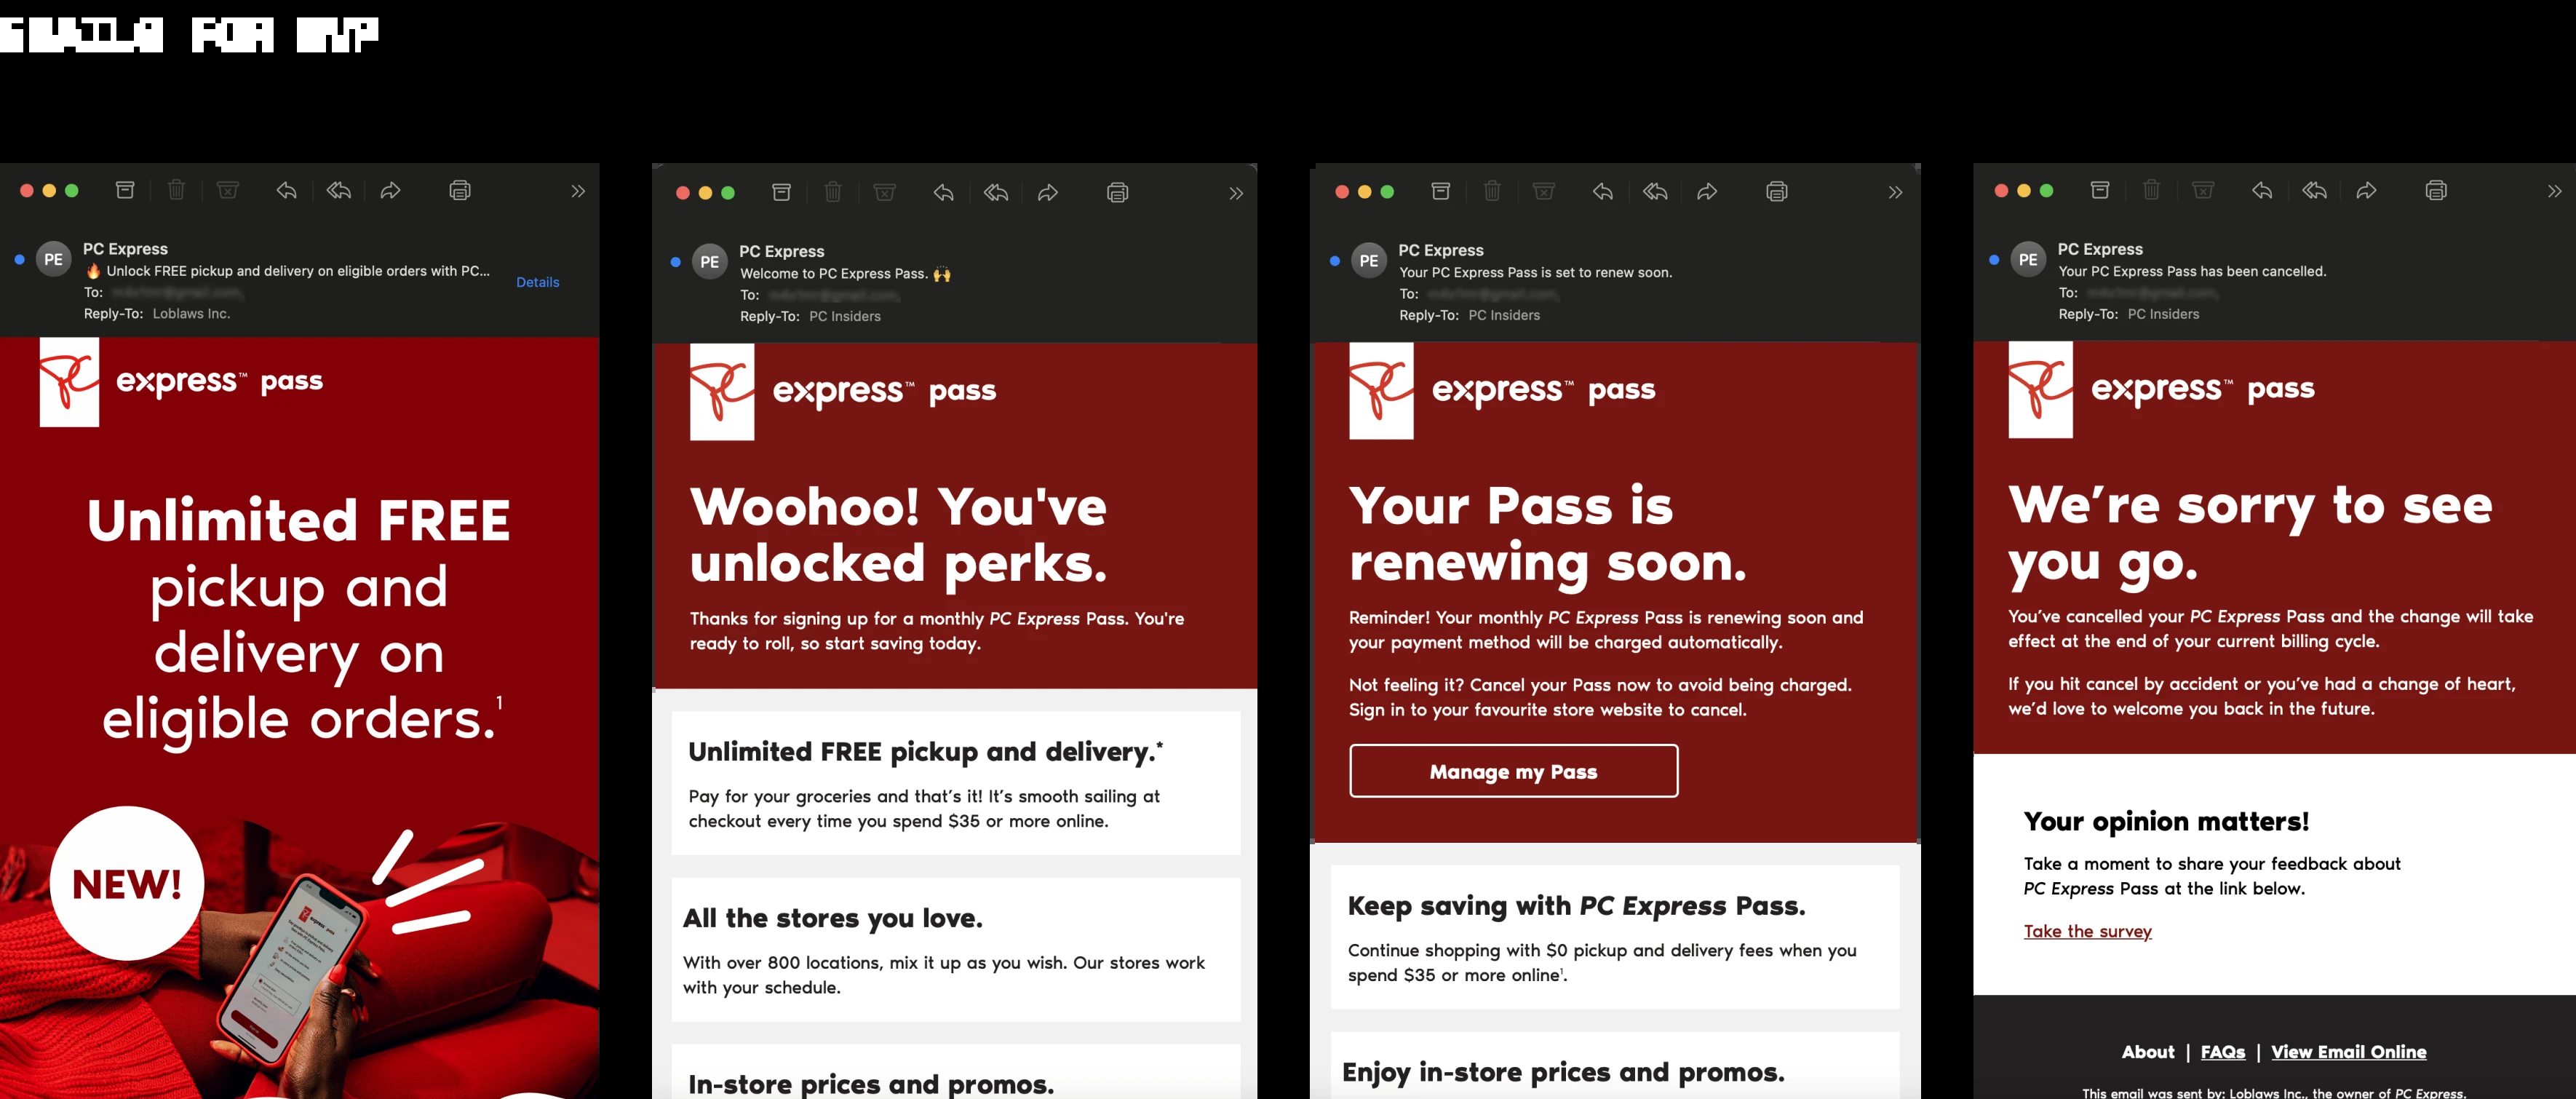 PC Express
PE
🔥 Unlock FREE pickup and delivery on eligible orders with PC...
Details
To:
Reply-To: Loblaws Inc.
express™ pass
Unlimited FREE
pickup and
delivery on
eligible orders.¹
NEW!
PC Express
PE
Welcome to PC Express Pass. 🙌
To:
Reply-To: PC Insiders
express™ pass
Woohoo! You've
unlocked perks.
Thanks for signing up for a monthly PC Express Pass. You're
ready to roll, so start saving today.
Unlimited FREE pickup and delivery.*
Pay for your groceries and that's it! It's smooth sailing at
checkout every time you spend $35 or more online.
All the stores you love.
With over 800 locations, mix it up as you wish. Our stores work
with your schedule.
In-store prices and promos.
PC Express
PE
Your PC Express Pass is set to renew soon.
To:
Reply-To: PC Insiders
express™ pass
Your Pass is
renewing soon.
Reminder! Your monthly PC Express Pass is renewing soon and
your payment method will be charged automatically.
Not feeling it? Cancel your Pass now to avoid being charged.
Sign in to your favourite store website to cancel.
Manage my Pass
Keep saving with PC Express Pass.
Continue shopping with $0 pickup and delivery fees when you
spend $35 or more online¹.
Enjoy in-store prices and promos.
PC Express
PE
Your PC Express Pass has been cancelled.
To:
Reply-To: PC Insiders
express™ pass
We're sorry to see
you go.
You've cancelled your PC Express Pass and the change will take
effect at the end of your current billing cycle.
If you hit cancel by accident or you've had a change of heart,
we'd love to welcome you back in the future.
Your opinion matters!
Take a moment to share your feedback about
PC Express Pass at the link below.
Take the survey
About | FAQs | View Email Online
This email was sent by: Loblaws Inc., the owner of PC Express.